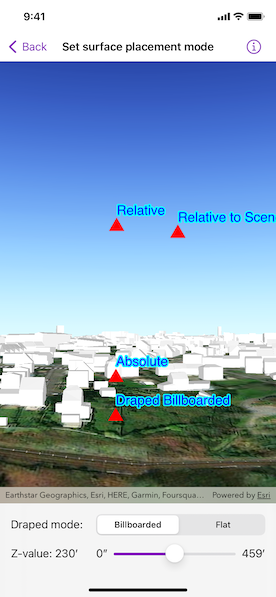 9:41
Back
Set surface placement mode
Relative
Relative to Scen
Absolute
Draped Billboarded
Earthstar Geographics, Esri, HERE, Garmin, Foursqua...
Powered by Esri
Draped mode:
Billboarded
Flat
Z-value: 230′
0″
459′